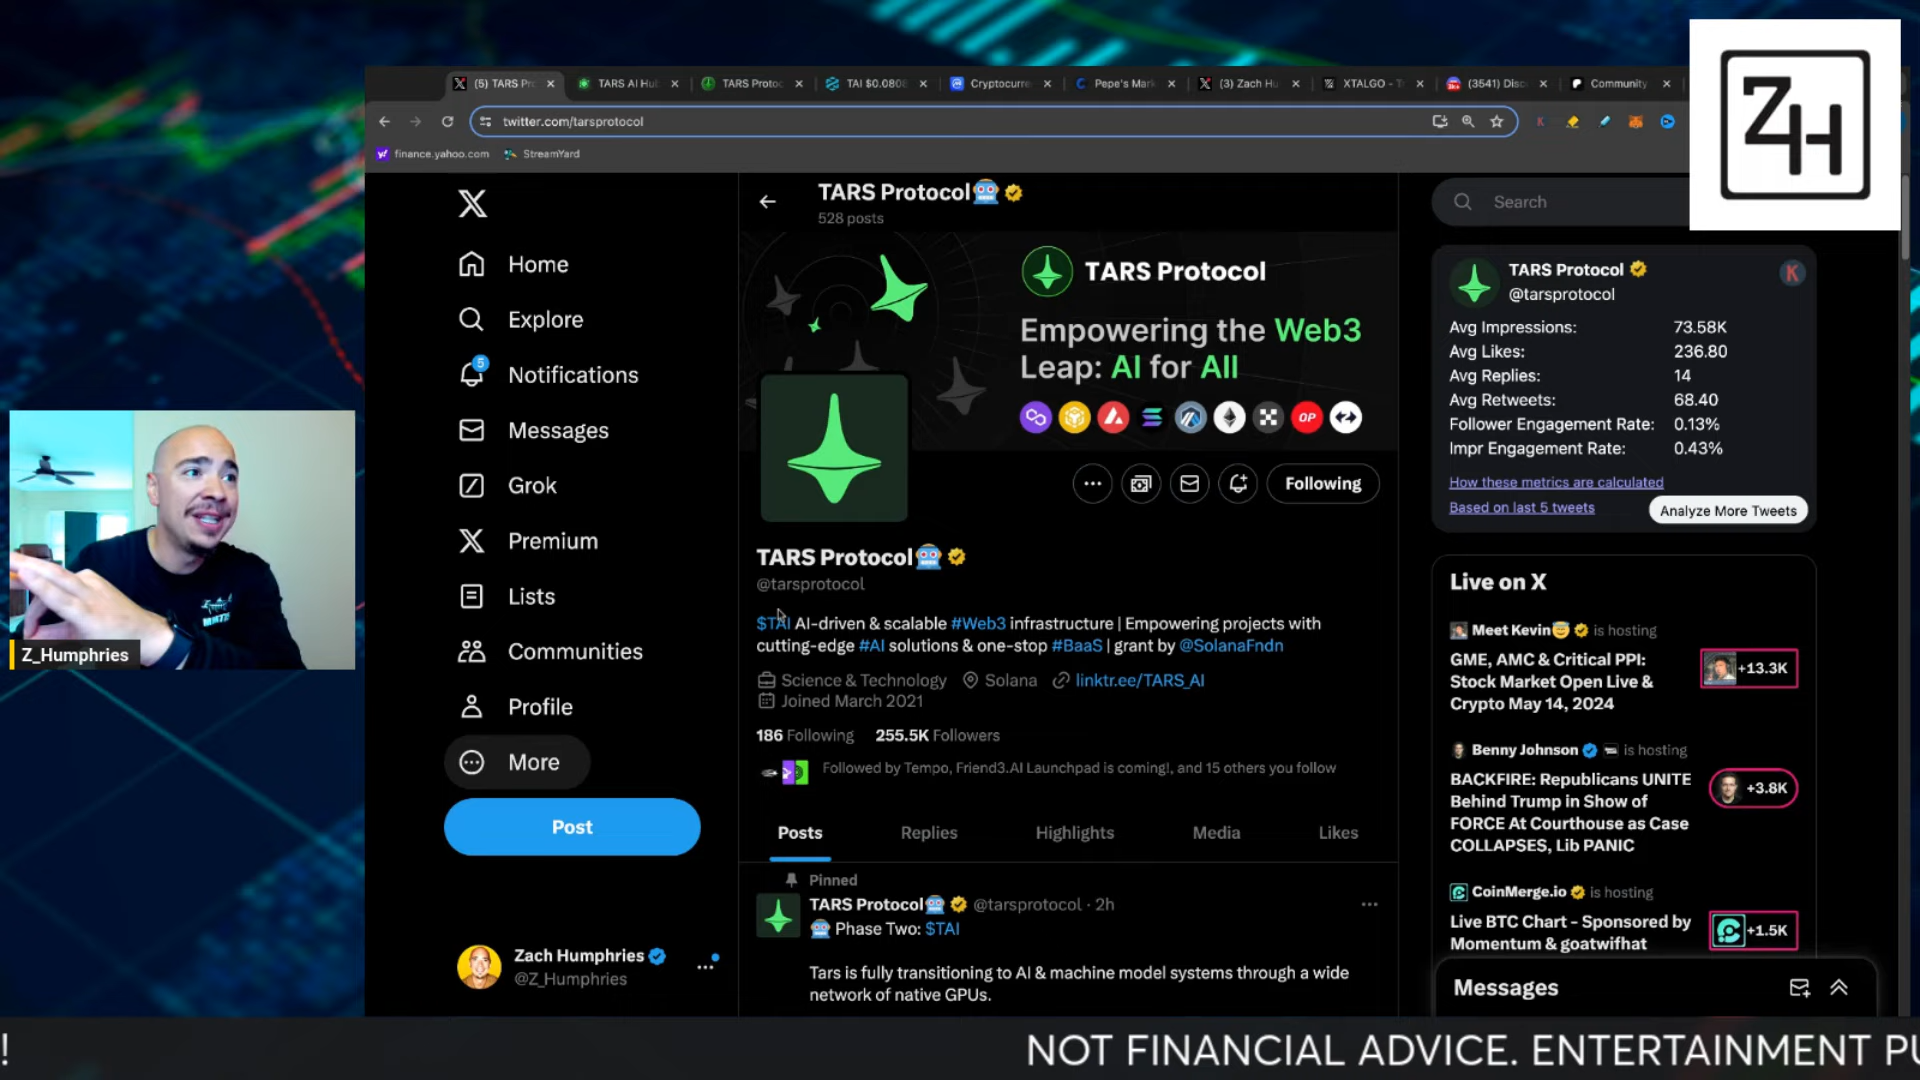 (5) TARS Pr
TARS AI Hu
TARS Protoc
TAI $0.080
Cryptocurre
Pepe's Mark
(3) Zach Hu
XTALGO - T
(3541) Disc
Community
twitter.com/tarsprotocol
finance.yahoo.com
StreamYard
ZH
Home
Explore
5
Notifications
Messages
Grok
Premium
Lists
Communities
Profile
More
Post
Zach Humphries
@Z_Humphries
TARS Protocol
528 posts
TARS Protocol
Empowering the Web3
Leap: AI for All
OP
Following
TARS Protocol
@tarsprotocol
$TAI AI-driven & scalable #Web3 infrastructure | Empowering projects with
cutting-edge #AI solutions & one-stop #BaaS | grant by @SolanaFndn
Science & Technology Solana linktr.ee/TARS_AI
Joined March 2021
186 Following 255.5K Followers
Followed by Tempo, Friend3.AI Launchpad is coming!, and 15 others you follow
Posts Replies Highlights Media Likes
Pinned
TARS Protocol @tarsprotocol · 2h
Phase Two: $TAI
Tars is fully transitioning to AI & machine model systems through a wide
network of native GPUs.
Search
TARS Protocol
@tarsprotocol
K
Avg Impressions: 73.58K
Avg Likes: 236.80
Avg Replies: 14
Avg Retweets: 68.40
Follower Engagement Rate: 0.13%
Impr Engagement Rate: 0.43%
How these metrics are calculated
Based on last 5 tweets
Analyze More Tweets
Live on X
Meet Kevin is hosting
GME, AMC & Critical PPI:
Stock Market Open Live &
Crypto May 14, 2024
+13.3K
Benny Johnson is hosting
BACKFIRE: Republicans UNITE
Behind Trump in Show of
FORCE At Courthouse as Case
COLLAPSES, Lib PANIC
+3.8K
CoinMerge.io is hosting
Live BTC Chart - Sponsored by
Momentum & goatwifhat
+1.5K
Messages
Z_Humphries
! NOT FINANCIAL ADVICE. ENTERTAINMENT PU